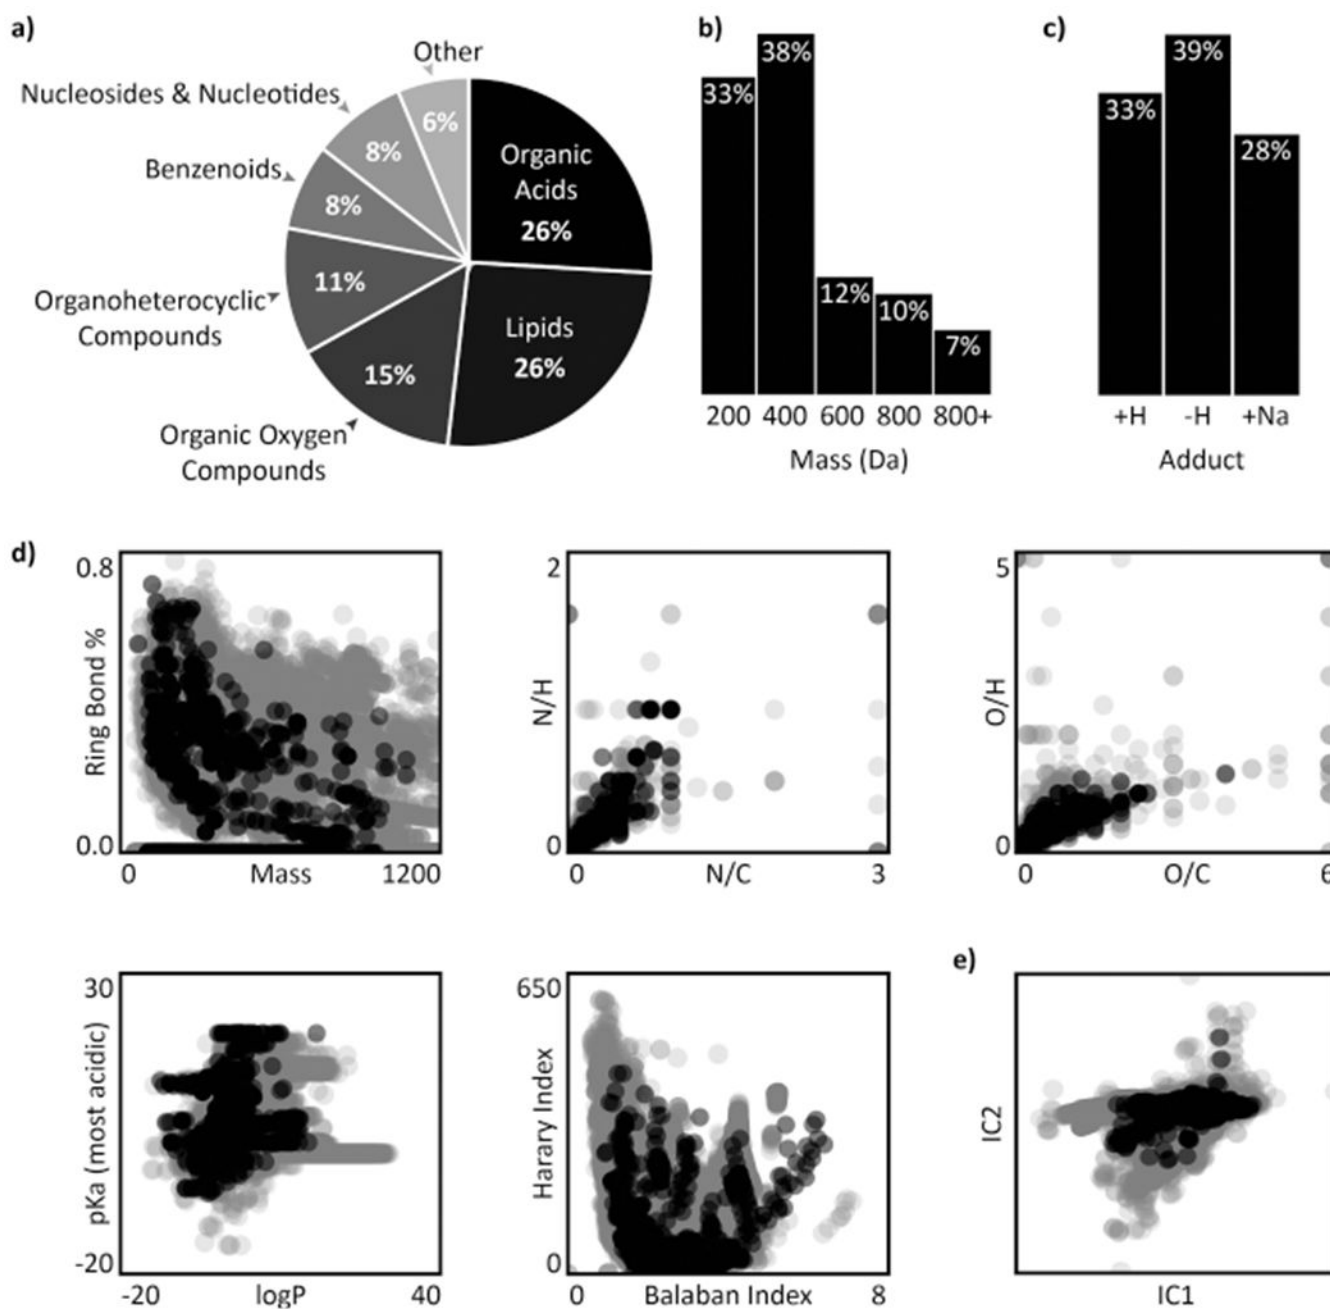 a)
Other
Nucleosides & Nucleotides
Benzenoids
Organoheterocyclic
Compounds
Organic Oxygen
Compounds
6%
8%
8%
11%
15%
Organic
Acids
26%
Lipids
26%
b)
33%
38%
12%
10%
7%
200 400 600 800 800+
Mass (Da)
c)
33%
39%
28%
+H -H +Na
Adduct
d)
0.8
Ring Bond %
0.0
0 Mass 1200
2
N/H
0
0 N/C 3
5
O/H
0
0 O/C 6
30
pKa (most acidic)
-20
-20 logP 40
650
Harary Index
0
0 Balaban Index 8
e)
IC2
IC1